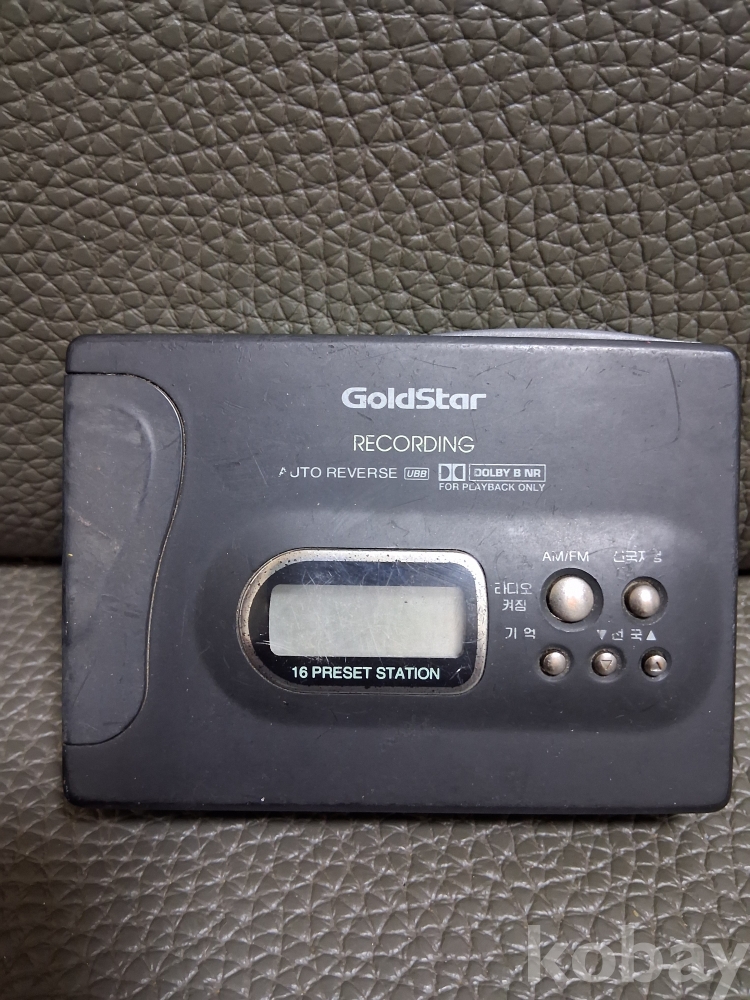 GoldStar
RECORDING
AUTO REVERSE UBB DOLBY B NR
FOR PLAYBACK ONLY
AM/FM
라디오
켜짐
기억 ▼선국▲
16 PRESET STATION
kobay